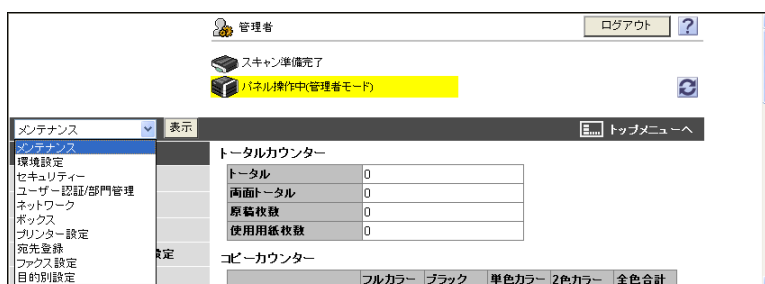 管理者
ログアウト ?
スキャン準備完了
パネル操作中(管理者モード)
メンテナンス 表示
トップメニューへ
メンテナンス
環境設定
セキュリティー
ユーザー認証/部門管理
ネットワーク
ボックス
プリンター設定
宛先登録
ファクス設定
目的別設定
設定
トータルカウンター
トータル 0
両面トータル 0
原稿枚数 0
使用用紙枚数 0
コピーカウンター
フルカラー ブラック 単色カラー 2色カラー 全色合計